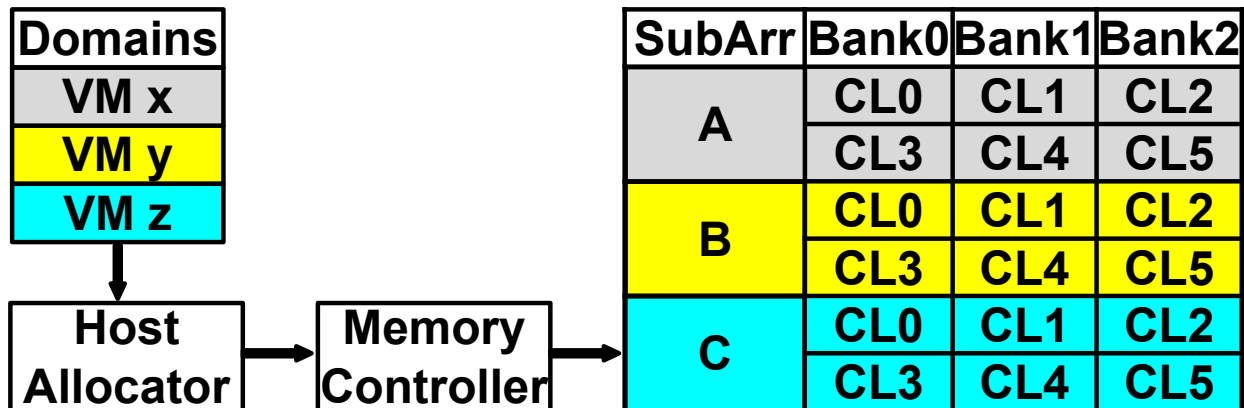 Domains
VM x
VM y
VM z
Host
Allocator
Memory
Controller
SubArr Bank0 Bank1 Bank2
A
CL0 CL1 CL2
CL3 CL4 CL5
B
CL0 CL1 CL2
CL3 CL4 CL5
C
CL0 CL1 CL2
CL3 CL4 CL5